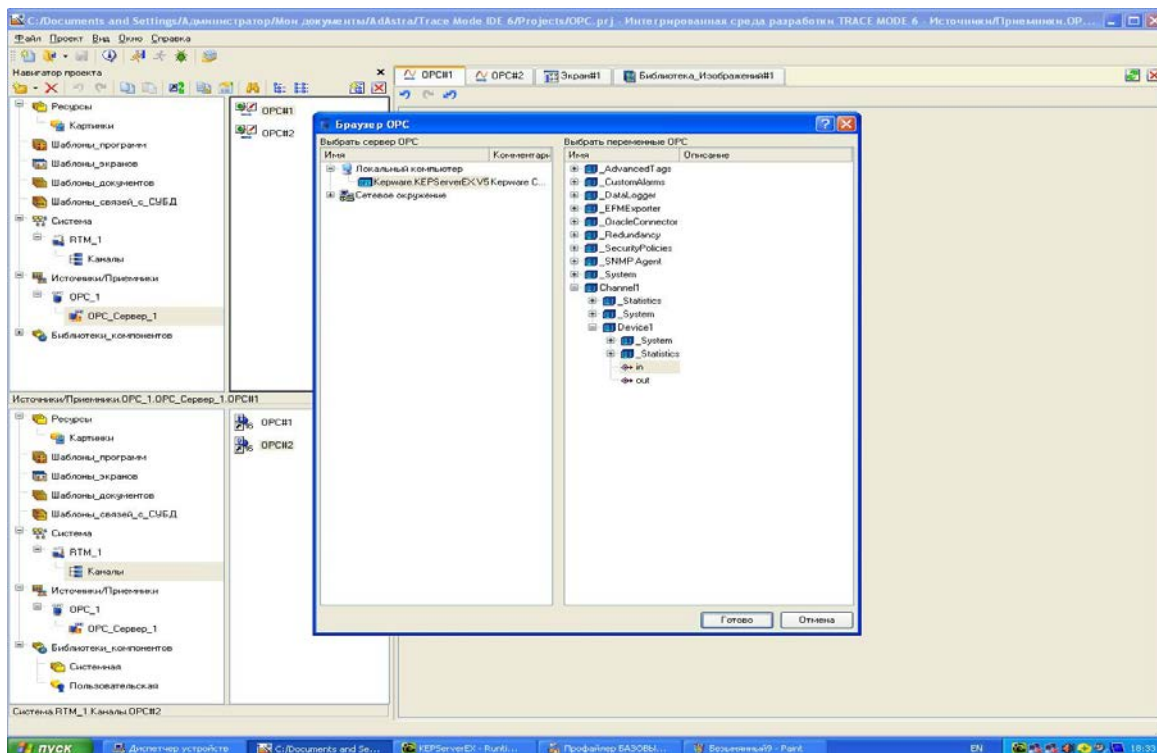 C:/Documents and Settings/Администратор/Мои документы/AdAstra/Trace Mode IDE 6/Projects/OPC.prj - Интегрированная среда разработки TRACE MODE 6 - Источники/Приемники.OP...
Файл Проект Вид Окно Справка
Навигатор проекта
Ресурсы
Картинки
Шаблоны_программ
Шаблоны_экранов
Шаблоны_документов
Шаблоны_связей_с_СУБД
Система
RTM_1
Каналы
Источники/Приемники
OPC_1
OPC_Сервер_1
Библиотеки_компонентов
OPC#1
OPC#2
OPC#1
OPC#2
Экран#1
Библиотека_Изображений#1
Браузер OPC
Выбрать сервер OPC
Имя Комментари
Локальный компьютер
Kepware.KEPServerEX.V5 Kepware C...
Сетевое окружение
Выбрать переменные OPC
Имя Описание
_AdvancedTags
_CustomAlarms
_DataLogger
_EFMExporter
_OracleConnector
_Redundancy
_SecurityPolicies
_SNMP Agent
_System
Channel1
_Statistics
_System
Device1
_System
_Statistics
in
out
Готово Отмена
Источники/Приемники.OPC_1.OPC_Сервер_1.OPC#1
Ресурсы
Картинки
Шаблоны_программ
Шаблоны_экранов
Шаблоны_документов
Шаблоны_связей_с_СУБД
Система
RTM_1
Каналы
Источники/Приемники
OPC_1
OPC_Сервер_1
Библиотеки_компонентов
Системная
Пользовательская
OPC#1
OPC#2
Система.RTM_1.Каналы.OPC#2
пуск
Диспетчер устройств
C:/Documents and Se...
KEPServerEX - Runti...
Профайлер БАЗОВЫ...
Безымянный9 - Paint
EN
18:33